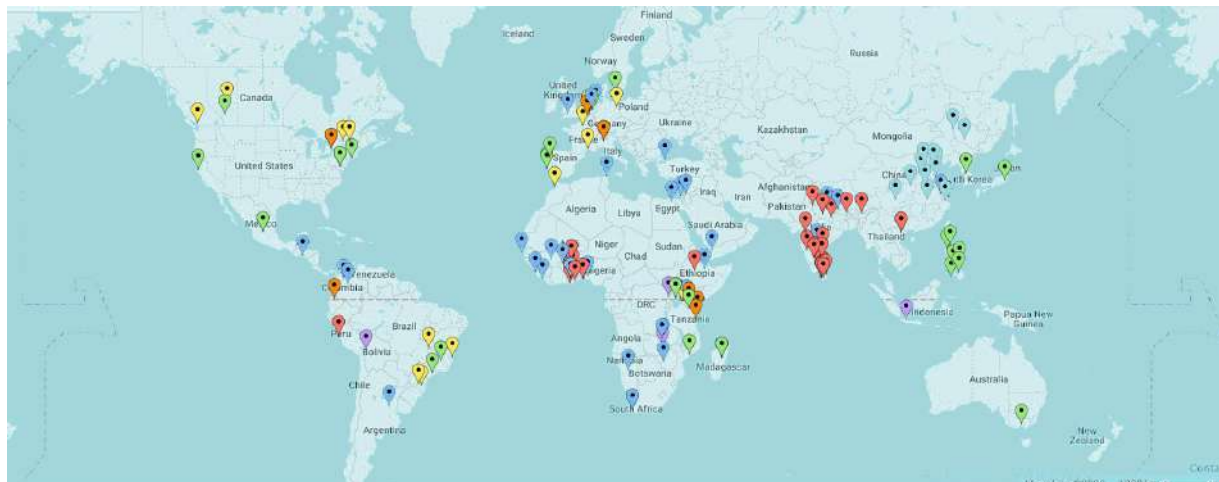 Finland
Iceland
Sweden
Russia
Norway
United
Kingdom
Canada
Poland
Germany
Ukraine
Kazakhstan
Mongolia
France
Italy
United States
Spain
Turkey
China
South Korea
Afghanistan
Iraq
Iran
Pakistan
Algeria
Libya
Egypt
Mexico
Saudi Arabia
Thailand
Niger
Sudan
Chad
Venezuela
Nigeria
Ethiopia
Colombia
DRC
Indonesia
Tanzania
Papua New
Guinea
Peru
Brazil
Angola
Bolivia
Namibia
Madagascar
Botswana
Australia
Chile
South Africa
Argentina
New
Zealand